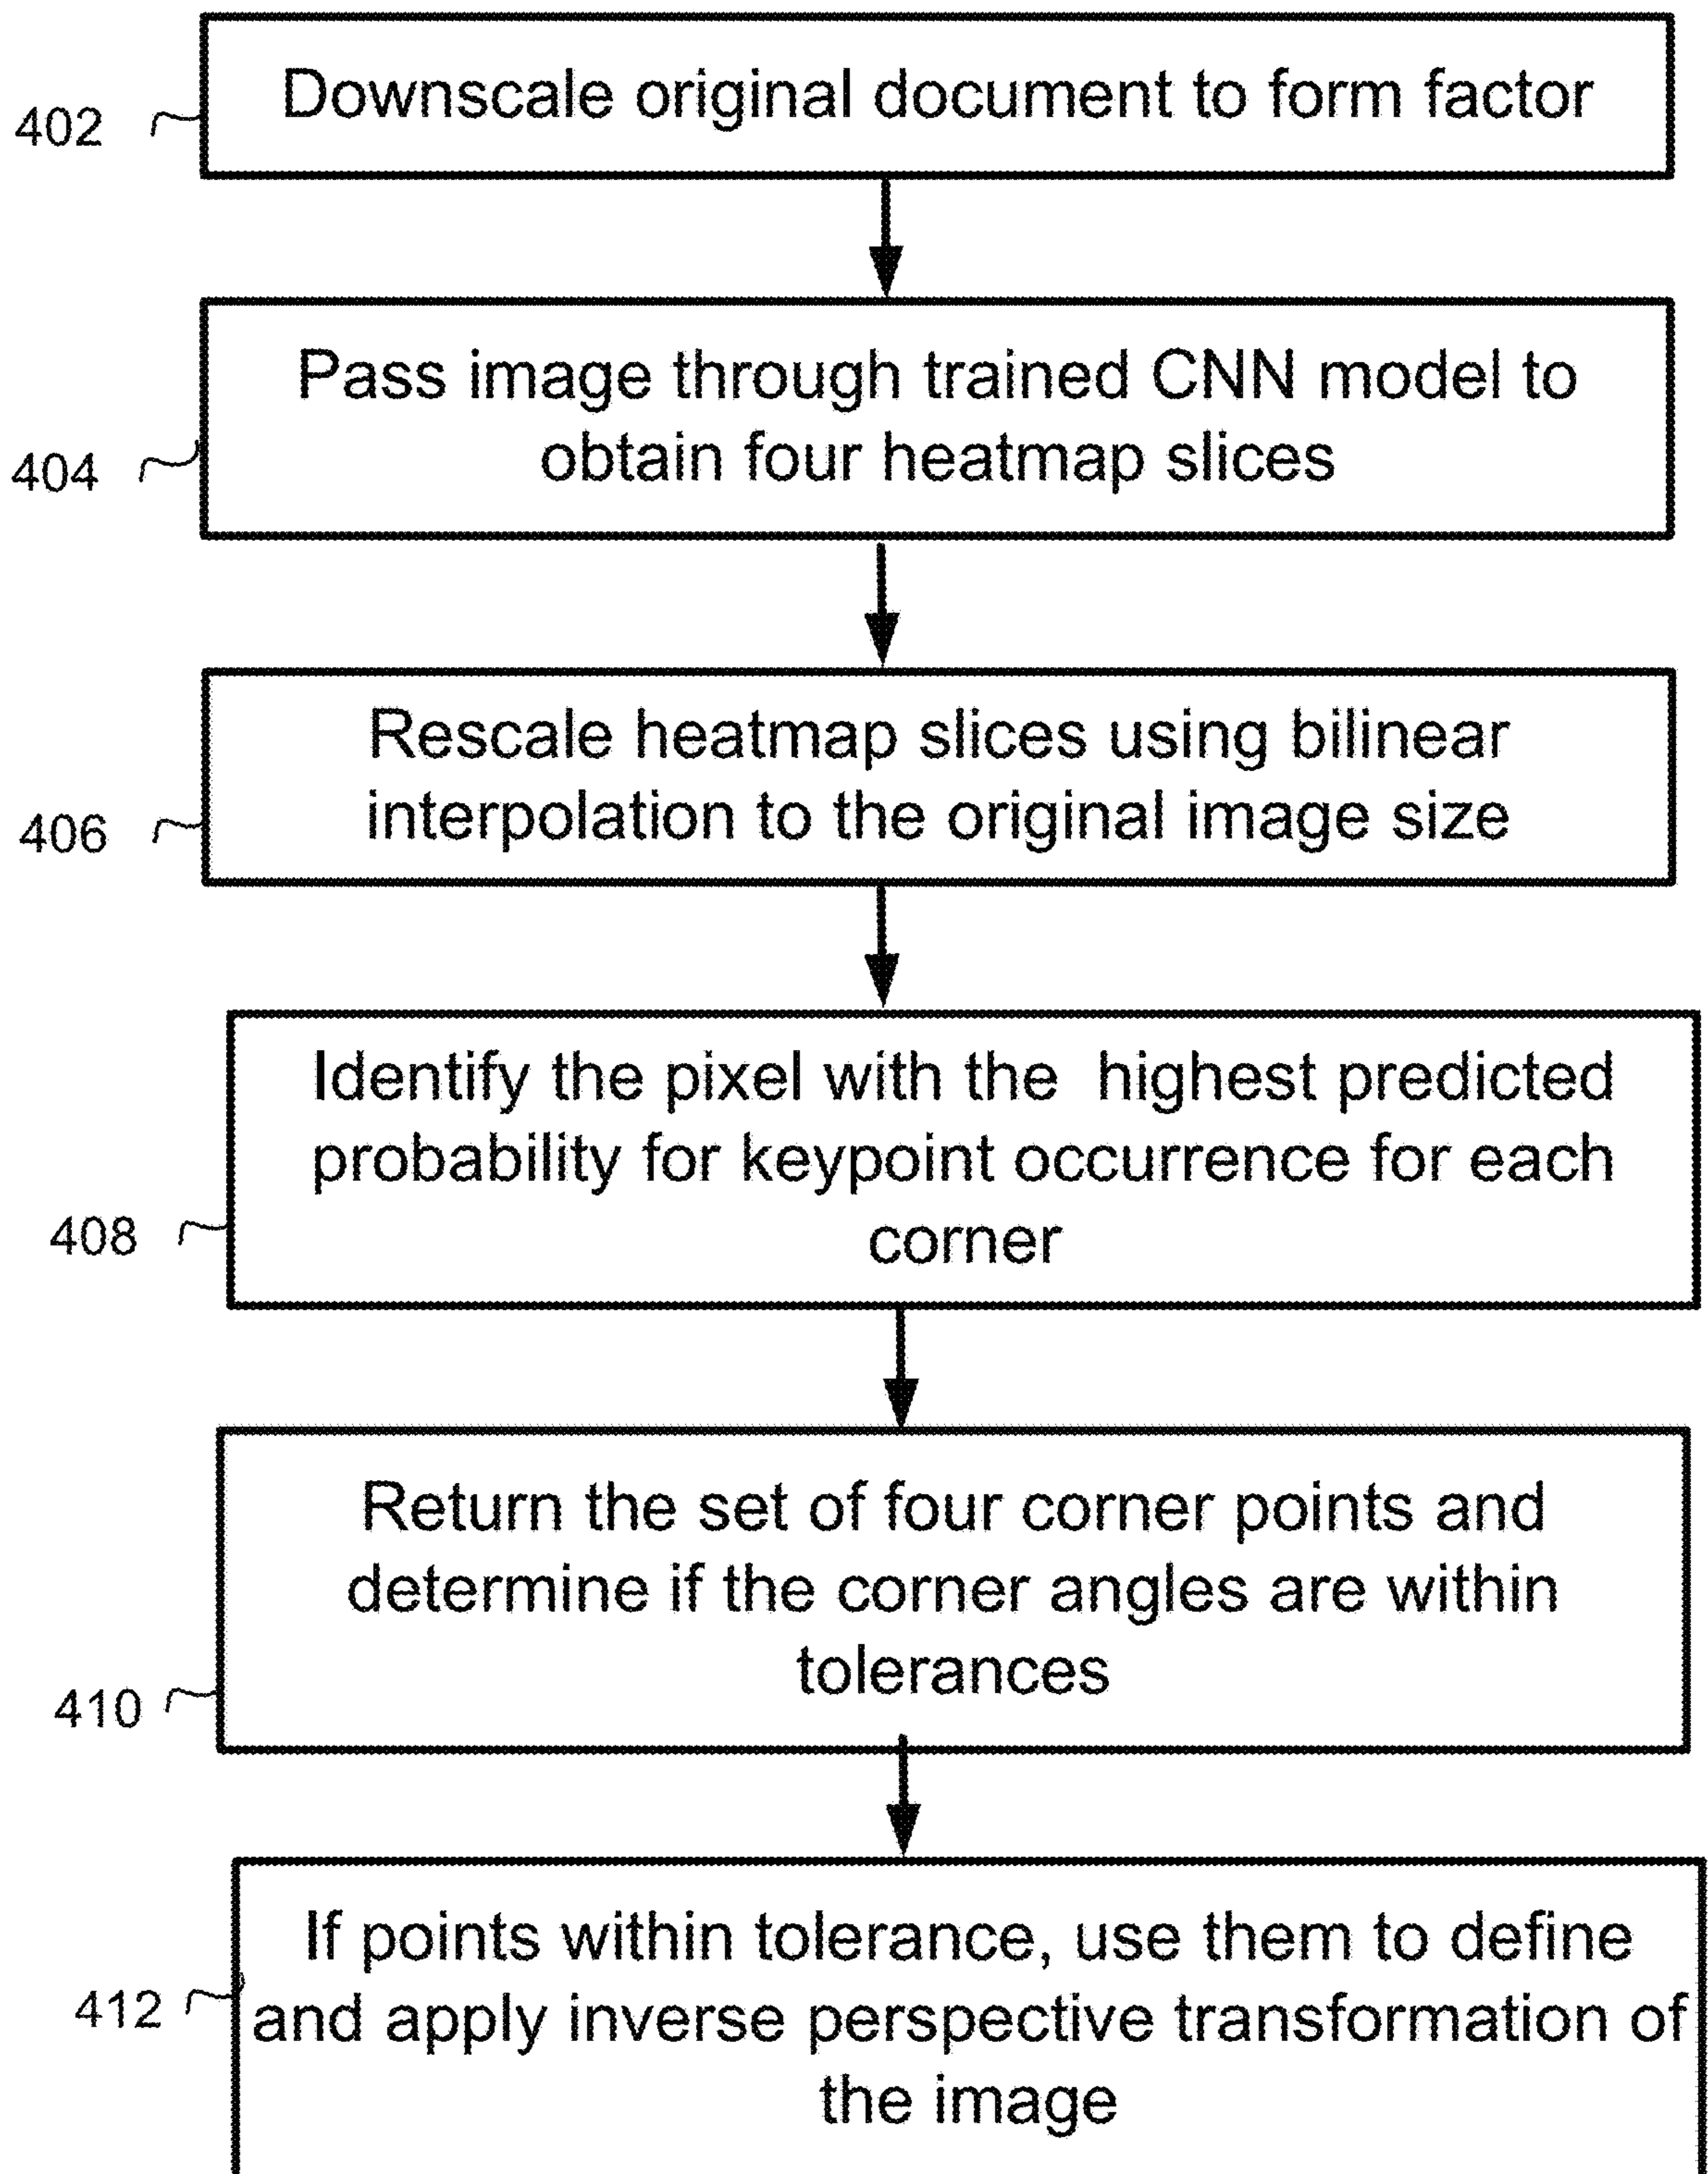 Downscale original document to form factor
402
Pass image through trained CNN model to
obtain four heatmap slices
404
Rescale heatmap slices using bilinear
interpolation to the original image size
406
Identify the pixel with the highest predicted
probability for keypoint occurrence for each
corner
408
Return the set of four corner points and
determine if the corner angles are within
tolerances
410
If points within tolerance, use them to define
and apply inverse perspective transformation of
the image
412